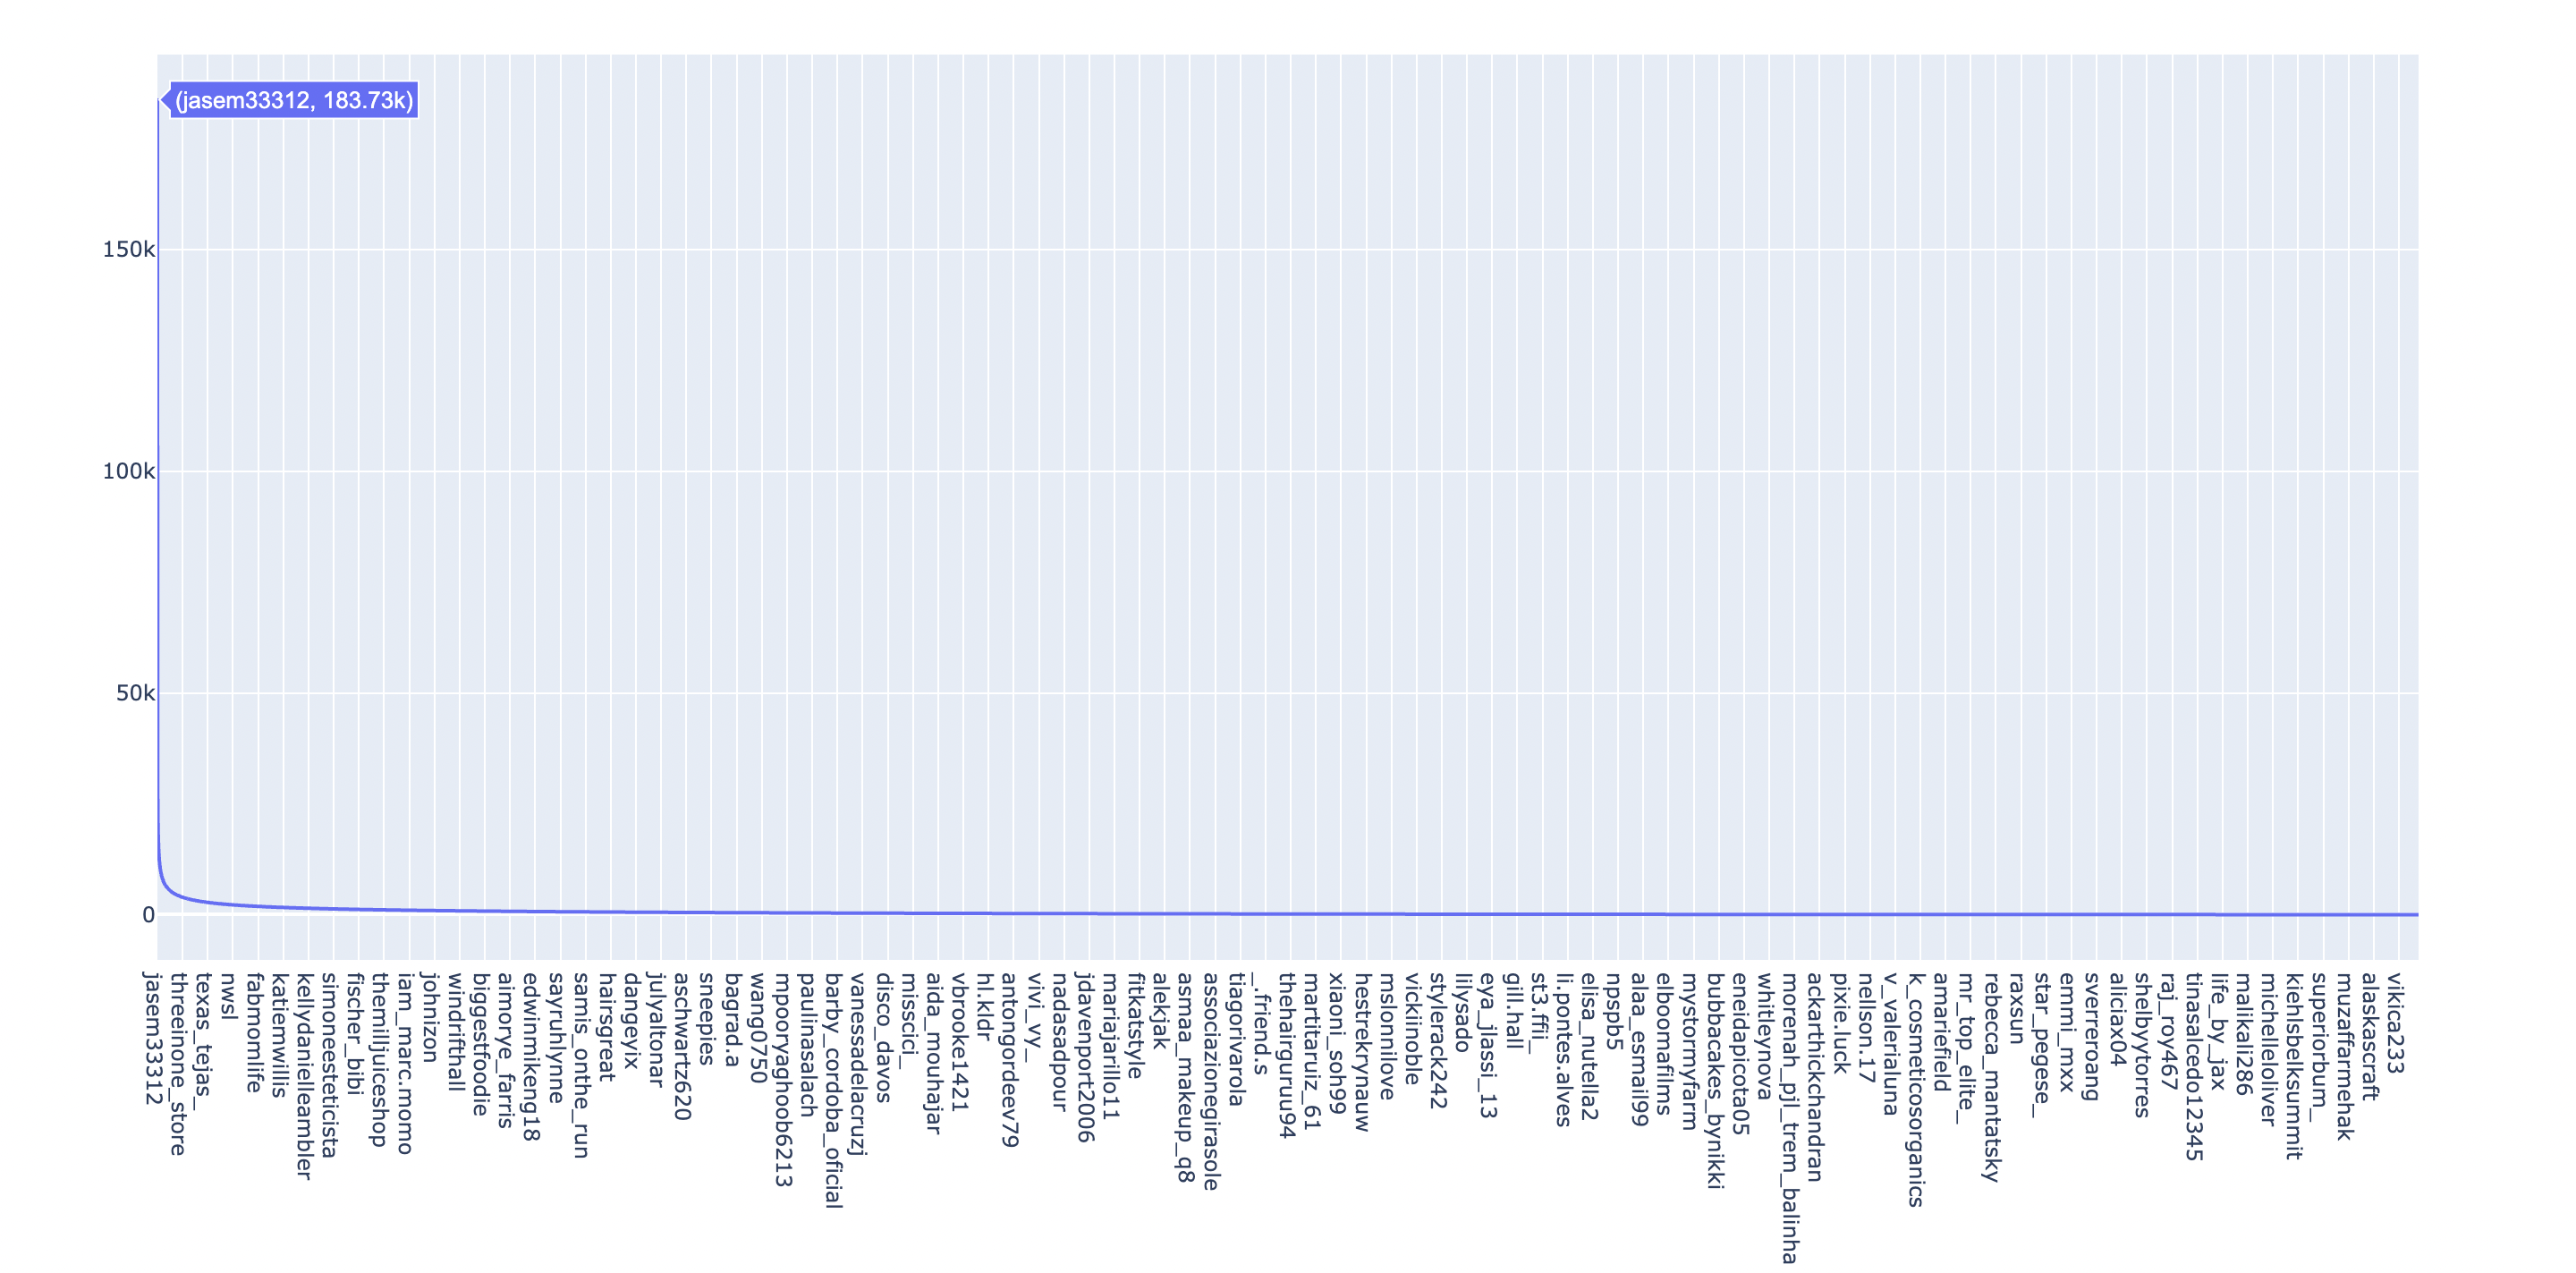 (jasem33312, 183.73k)
150k
100k
50k
0
jasem33312
threeinone_store
texas_tejas_
nwsl
fabmomlife
katiemwillis
kellydanielleambler
simoneesteticista
fischer_bibi
themilljuiceshop
iam_marc.momo
johnizon
windrifthall
biggestfoodie
aimorye_farris
edwinmikeng18
sayruhlynne
samis_onthe_run
hairsgreat
dangeyix
julyaltonar
aschwartz620
sneepies
bagrad.a
wang0750
mpooryaghoob6213
paulinasalach
barby_cordoba_oficial
vanessadelacruzj
disco_davos
misscici_
aida_mouhajar
vbrooke1421
hl.kldr
antongordeev79
vivi_vy_
nadasadpour
jdavenport2006
mariajarillo11
fitkatstyle
alekjak
asmaa_makeup_q8
associazionegirasole
tiagorivarola
_.friend.s
thehairguruu94
martitaruiz_61
xiaoni_soh99
hestrekrynauw
mslonnilove
vickiinoble
stylerack242
lilysado
eya_jlassi_13
gill.hall
st3.ffii_
li.pontes.alves
elisa_nutella2
npspb5
alaa_esmail99
elboomafilms
mystormyfarm
bubbacakes_bynikki
eneidapicota05
whitleynova
morenah_pjl_trem_balinha
ackarthickchandran
pixie.luck
nellson.17
v_valerialuna
k_cosmeticosorganics
amariefield
mr_top_elite_
rebecca_mantatsky
raxsun
star_pegese_
emmi_mxx
sverreroang
aliciax04
shelbyytorres
raj_roy467
tinasalcedo12345
life_by_jax
malikali286
michelleloliver
kiehlsbelksummit
superiorbum_
muzaffarmehak
alaskascraft
vikica233